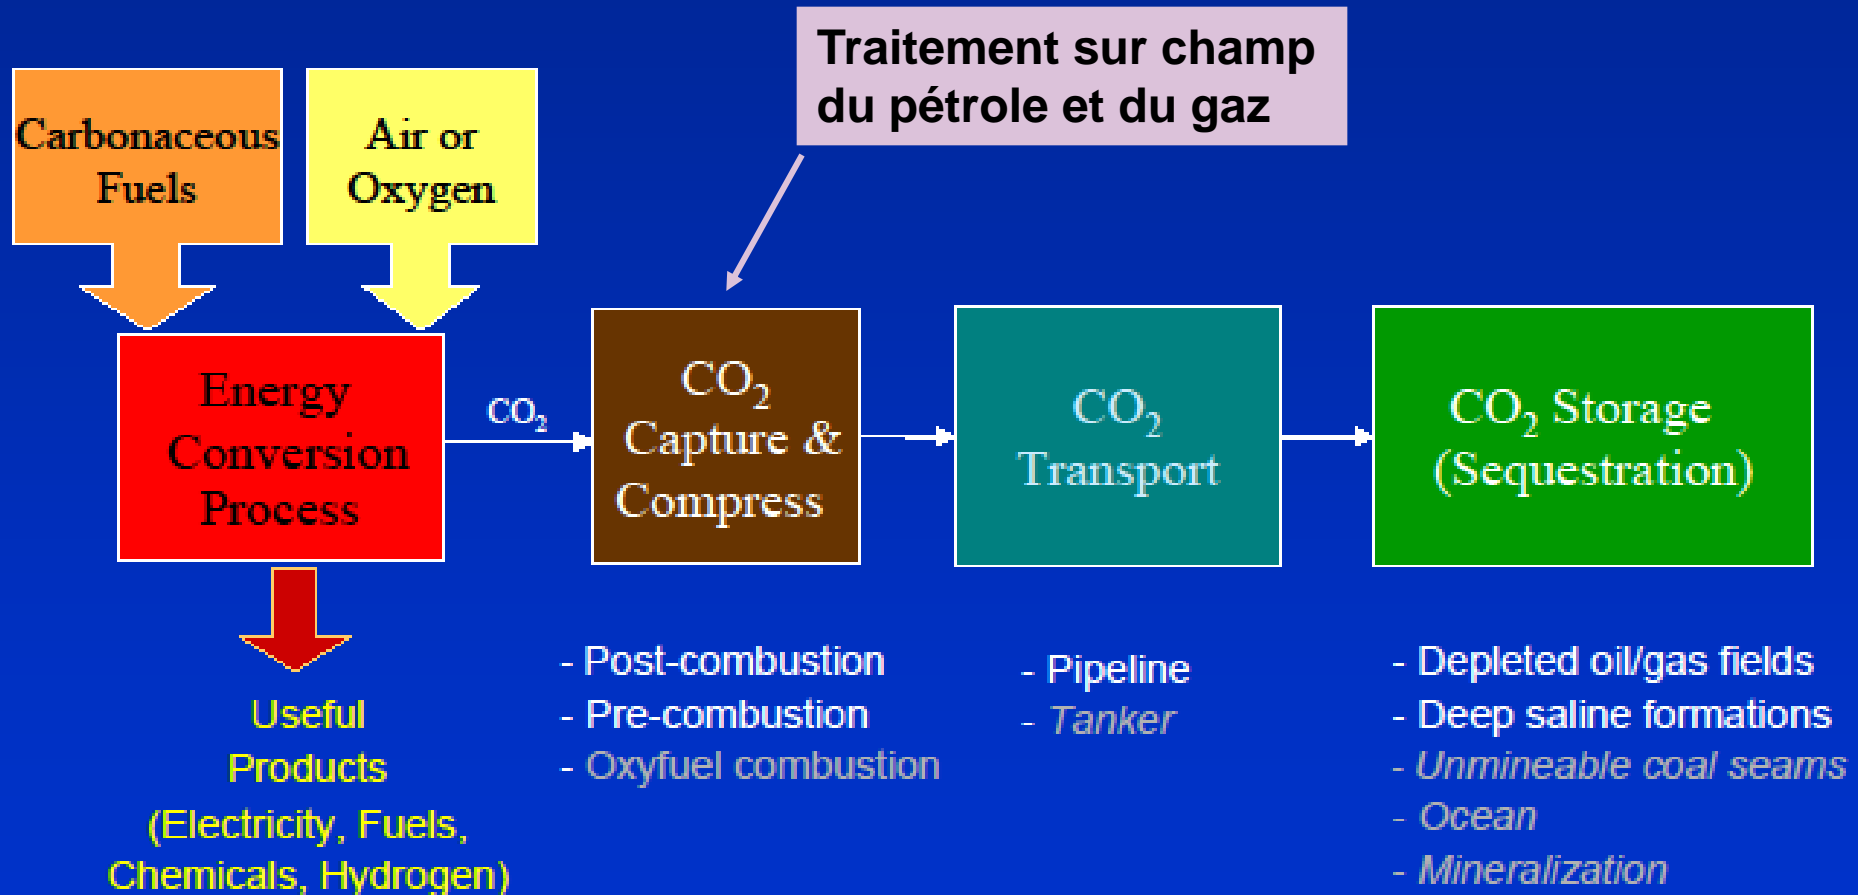 Traitement sur champ
du pétrole et du gaz
Carbonaceous
Fuels
Air or
Oxygen
Energy
Conversion
Process
CO₂
CO₂
Capture &
Compress
CO₂
Transport
CO₂ Storage
(Sequestration)
Useful
Products
(Electricity, Fuels,
Chemicals, Hydrogen)
- Post-combustion
- Pre-combustion
- Oxyfuel combustion
- Pipeline
- Tanker
- Depleted oil/gas fields
- Deep saline formations
- Unmineable coal seams
- Ocean
- Mineralization